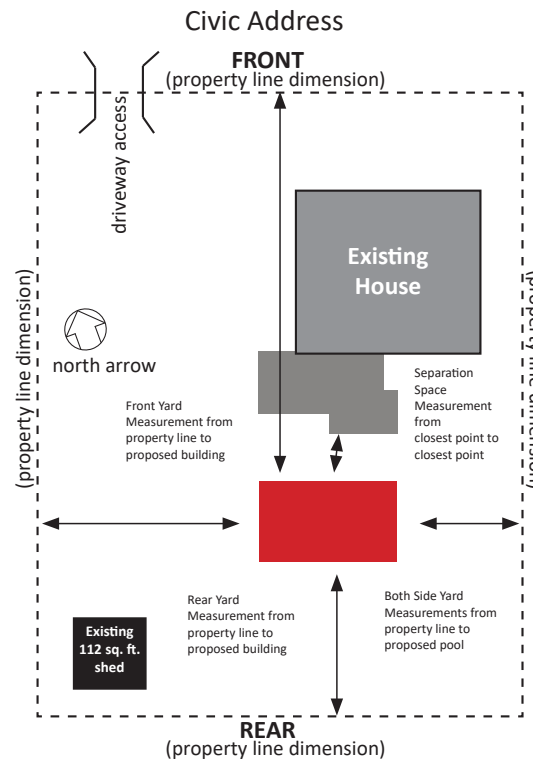 Civic Address
FRONT
(property line dimension)
driveway access
Existing
House
(property line dimension)
(property line dimension)
north arrow
Separation
Space
Measurement
from
closest point to
closest point
Front Yard
Measurement from
property line to
proposed building
Rear Yard
Measurement from
property line to
proposed building
Both Side Yard
Measurements from
property line to
proposed pool
Existing
112 sq. ft.
shed
REAR
(property line dimension)